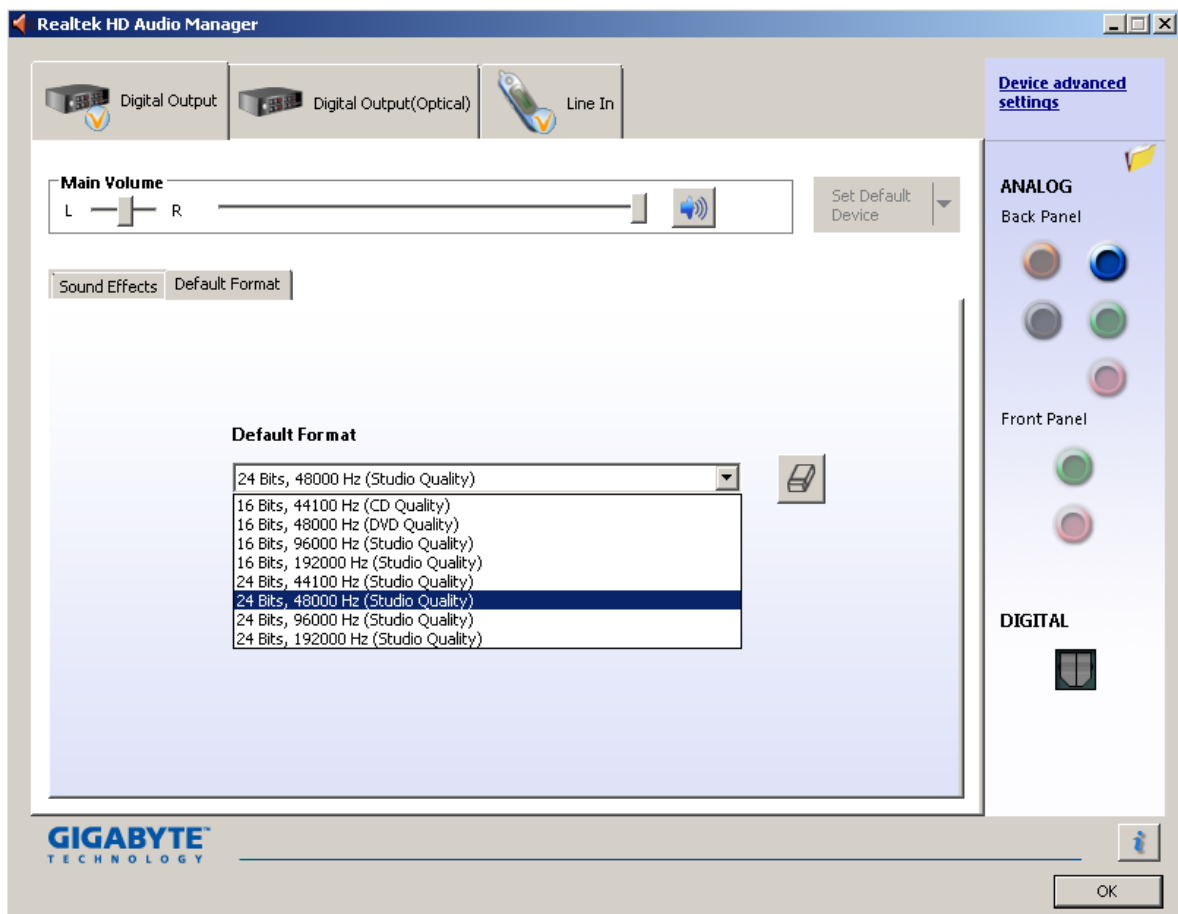 Realtek HD Audio Manager
Digital Output
Digital Output(Optical)
Line In
Device advanced
settings
Main Volume
L
R
Set Default
Device
ANALOG
Back Panel
Sound Effects
Default Format
Default Format
24 Bits, 48000 Hz (Studio Quality)
16 Bits, 44100 Hz (CD Quality)
16 Bits, 48000 Hz (DVD Quality)
16 Bits, 96000 Hz (Studio Quality)
16 Bits, 192000 Hz (Studio Quality)
24 Bits, 44100 Hz (Studio Quality)
24 Bits, 48000 Hz (Studio Quality)
24 Bits, 96000 Hz (Studio Quality)
24 Bits, 192000 Hz (Studio Quality)
Front Panel
DIGITAL
GIGABYTE™
TECHNOLOGY
i
OK